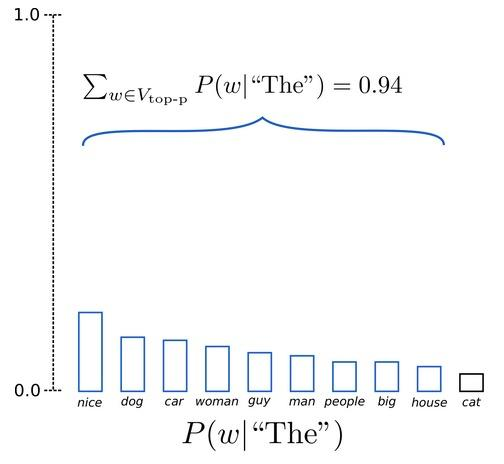 1.0
∑w∈Vtop-p P(w|“The”) = 0.94
0.0
nice dog car woman guy man people big house cat
P(w|“The”)